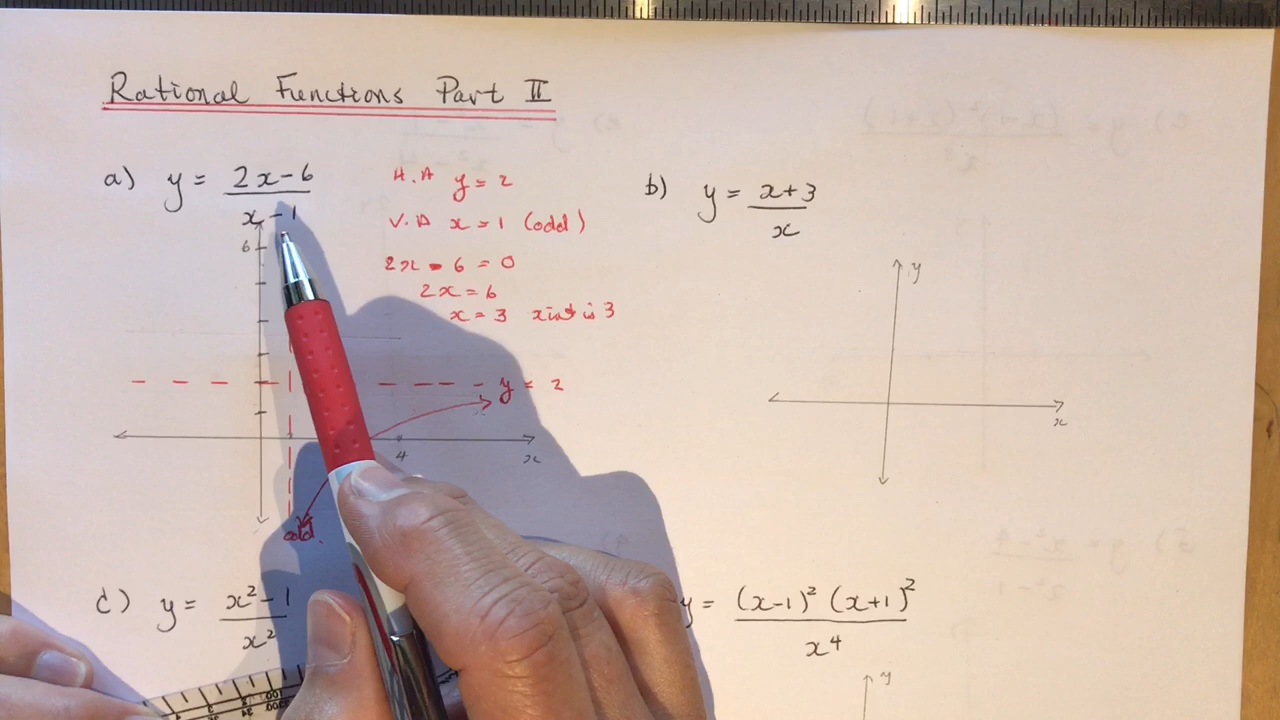 Rational Functions Part II
a) y = (2x-6)/(x-1)
H.A y = 2
V.A x = 1 (odd)
2x - 6 = 0
2x = 6
x = 3 x int is 3
6
y = 2
4
x
odd
b) y = (x+3)/x
y
x
c) y = (x²-1)/x²
y = ((x-1)² (x+1)²)/x⁴
y